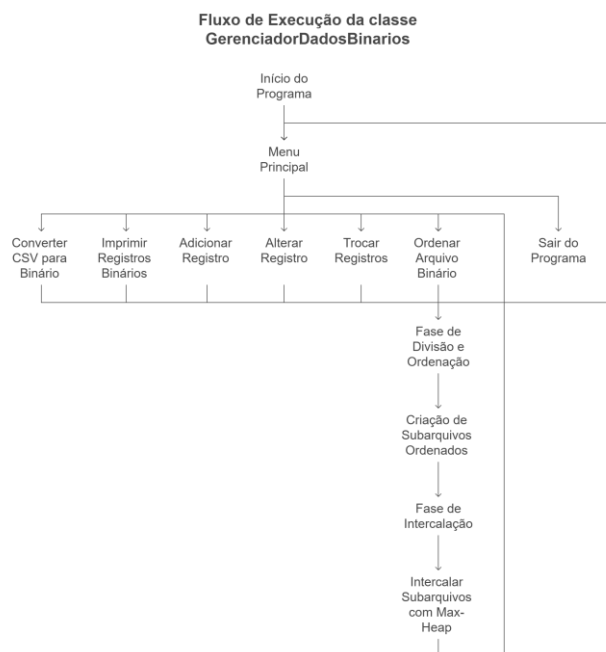 Fluxo de Execução da classe
GerenciadorDadosBinarios
Início do
Programa
Menu
Principal
Converter
CSV para
Binário
Imprimir
Registros
Binários
Adicionar
Registro
Alterar
Registro
Trocar
Registros
Ordenar
Arquivo
Binário
Sair do
Programa
Fase de
Divisão e
Ordenação
Criação de
Subarquivos
Ordenados
Fase de
Intercalação
Intercalar
Subarquivos
com Max-
Heap